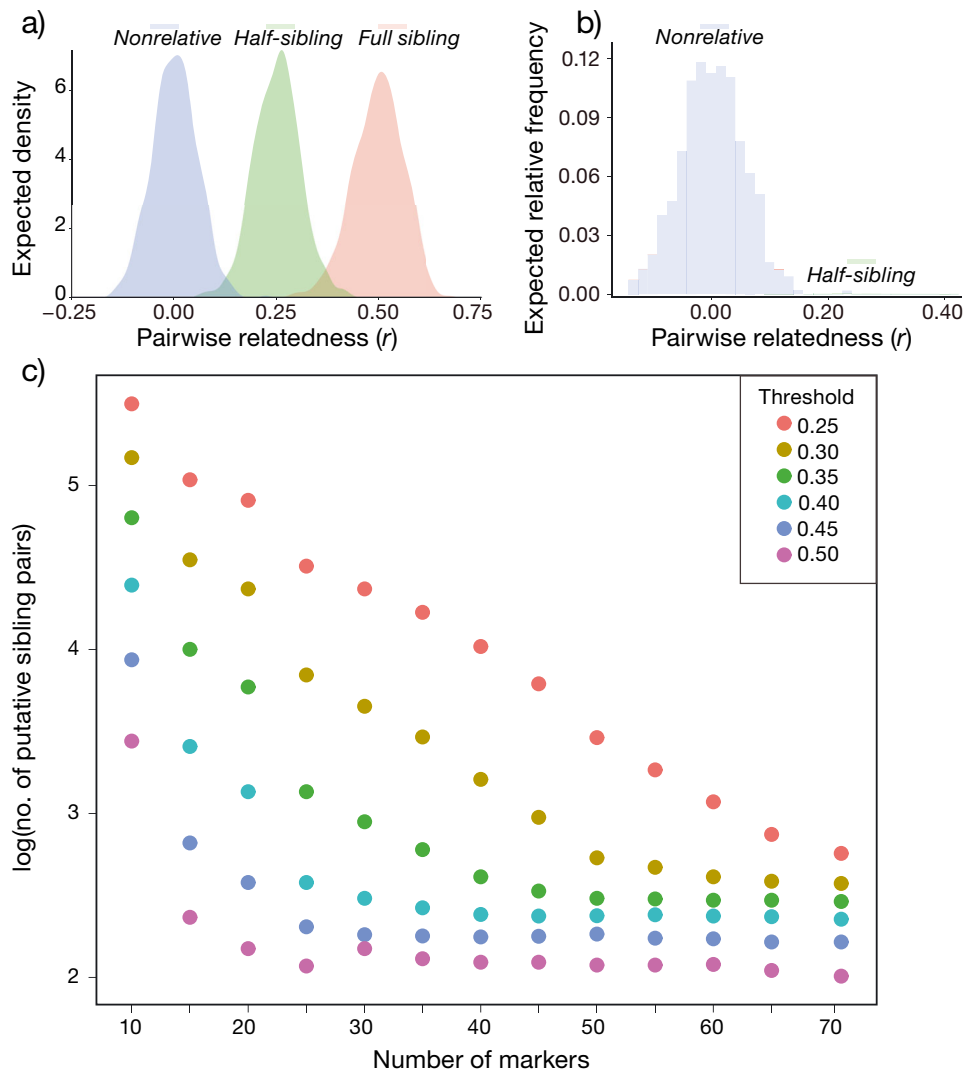 a)
Nonrelative Half-sibling Full sibling
Expected density
6
4
2
0
−0.25 0.00 0.25 0.50 0.75
Pairwise relatedness (r)
b)
Nonrelative
Expected relative frequency
0.12
0.09
0.06
0.03
0.00
Half-sibling
0.00 0.20 0.40
Pairwise relatedness (r)
c)
log(no. of putative sibling pairs)
5
4
3
2
Threshold
0.25
0.30
0.35
0.40
0.45
0.50
10 20 30 40 50 60 70
Number of markers